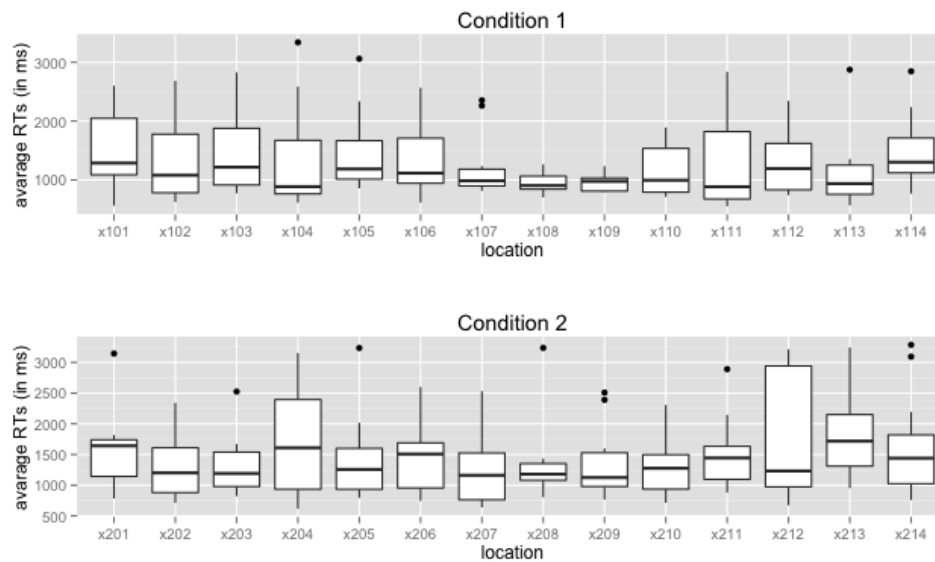 Condition 1
avarage RTs (in ms)
3000
2000
1000
x101 x102 x103 x104 x105 x106 x107 x108 x109 x110 x111 x112 x113 x114
location
Condition 2
avarage RTs (in ms)
3000
2500
2000
1500
1000
500
x201 x202 x203 x204 x205 x206 x207 x208 x209 x210 x211 x212 x213 x214
location